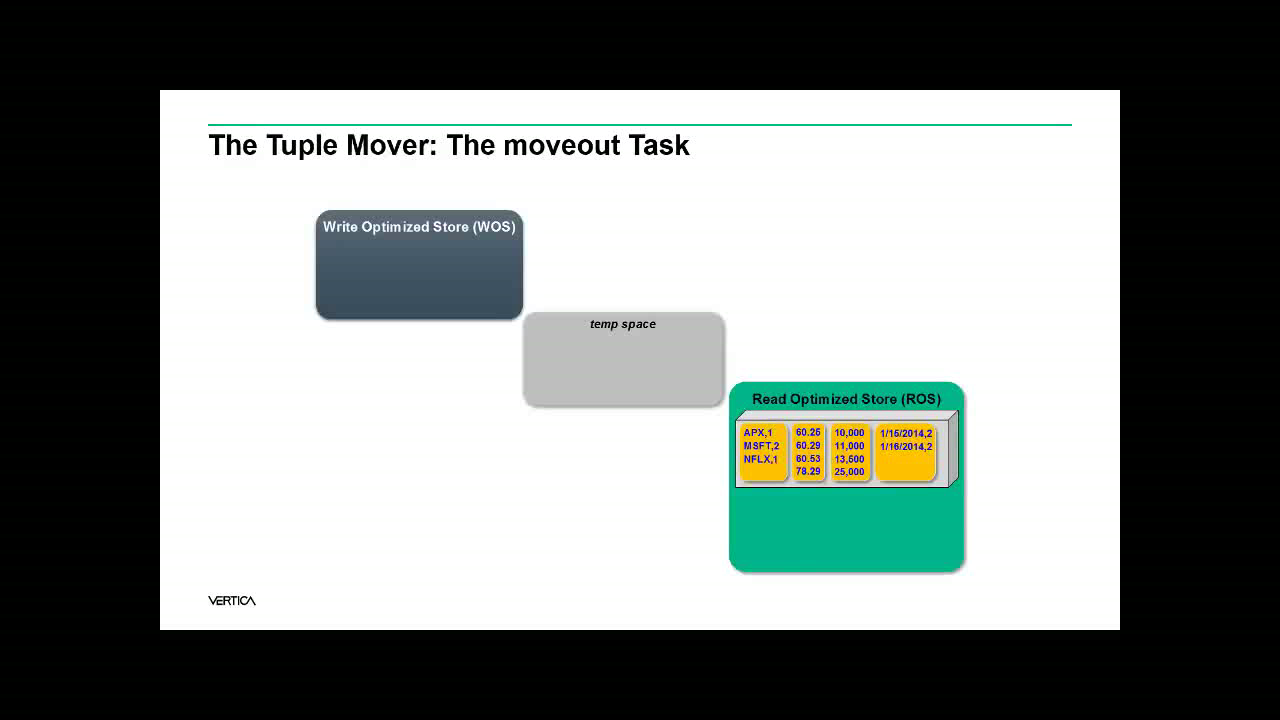 The Tuple Mover: The moveout Task
Write Optimized Store (WOS)
temp space
Read Optimized Store (ROS)
APX,1 60.25 10,000 1/15/2014,2
MSFT,2 60.29 11,000 1/16/2014,2
NFLX,1 60.53 13,500
78.29 25,000
VERTICA